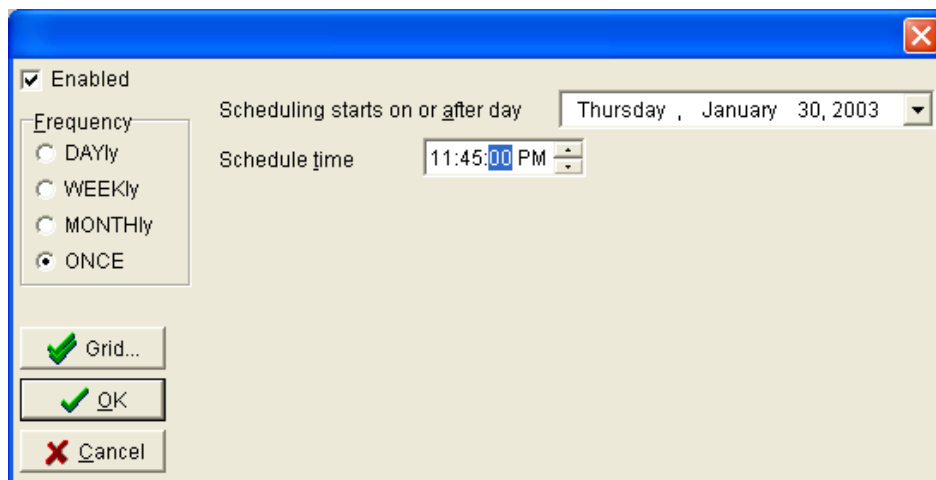 Enabled
Scheduling starts on or after day Thursday , January 30, 2003
Frequency
Schedule time 11:45:00 PM
DAYly
WEEKly
MONTHly
ONCE
Grid...
OK
Cancel